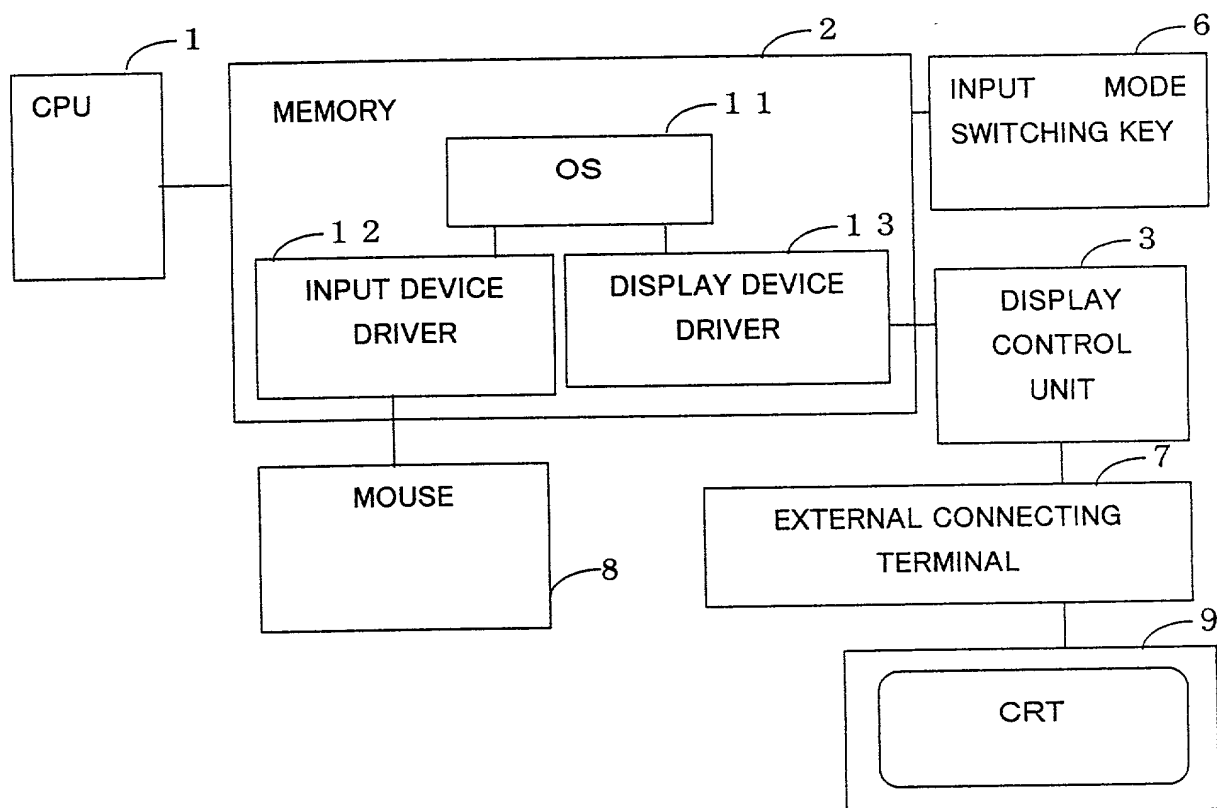 1
CPU
2
MEMORY
1 1
OS
1 2
INPUT DEVICE
DRIVER
1 3
DISPLAY DEVICE
DRIVER
6
INPUT MODE
SWITCHING KEY
3
DISPLAY
CONTROL
UNIT
MOUSE
8
7
EXTERNAL CONNECTING
TERMINAL
9
CRT